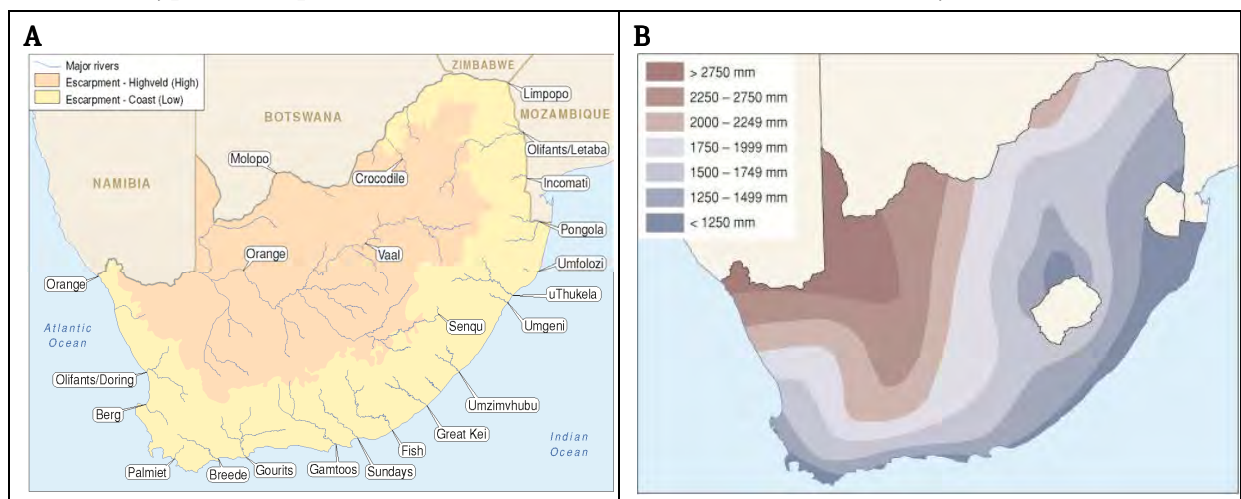 A
Major rivers
Escarpment - Highveld (High)
Escarpment - Coast (Low)
ZIMBABWE
Limpopo
MOZAMBIQUE
BOTSWANA
Olifants/Letaba
Molopo
Crocodile
NAMIBIA
Incomati
Pongola
Orange
Vaal
Umfolozi
Orange
uThukela
Atlantic
Ocean
Senqu
Umgeni
Olifants/Doring
Umzimvhubu
Berg
Great Kei
Indian
Ocean
Fish
Palmiet
Breede
Gourits
Gamtoos
Sundays
B
> 2750 mm
2250 – 2750 mm
2000 – 2249 mm
1750 – 1999 mm
1500 – 1749 mm
1250 – 1499 mm
< 1250 mm